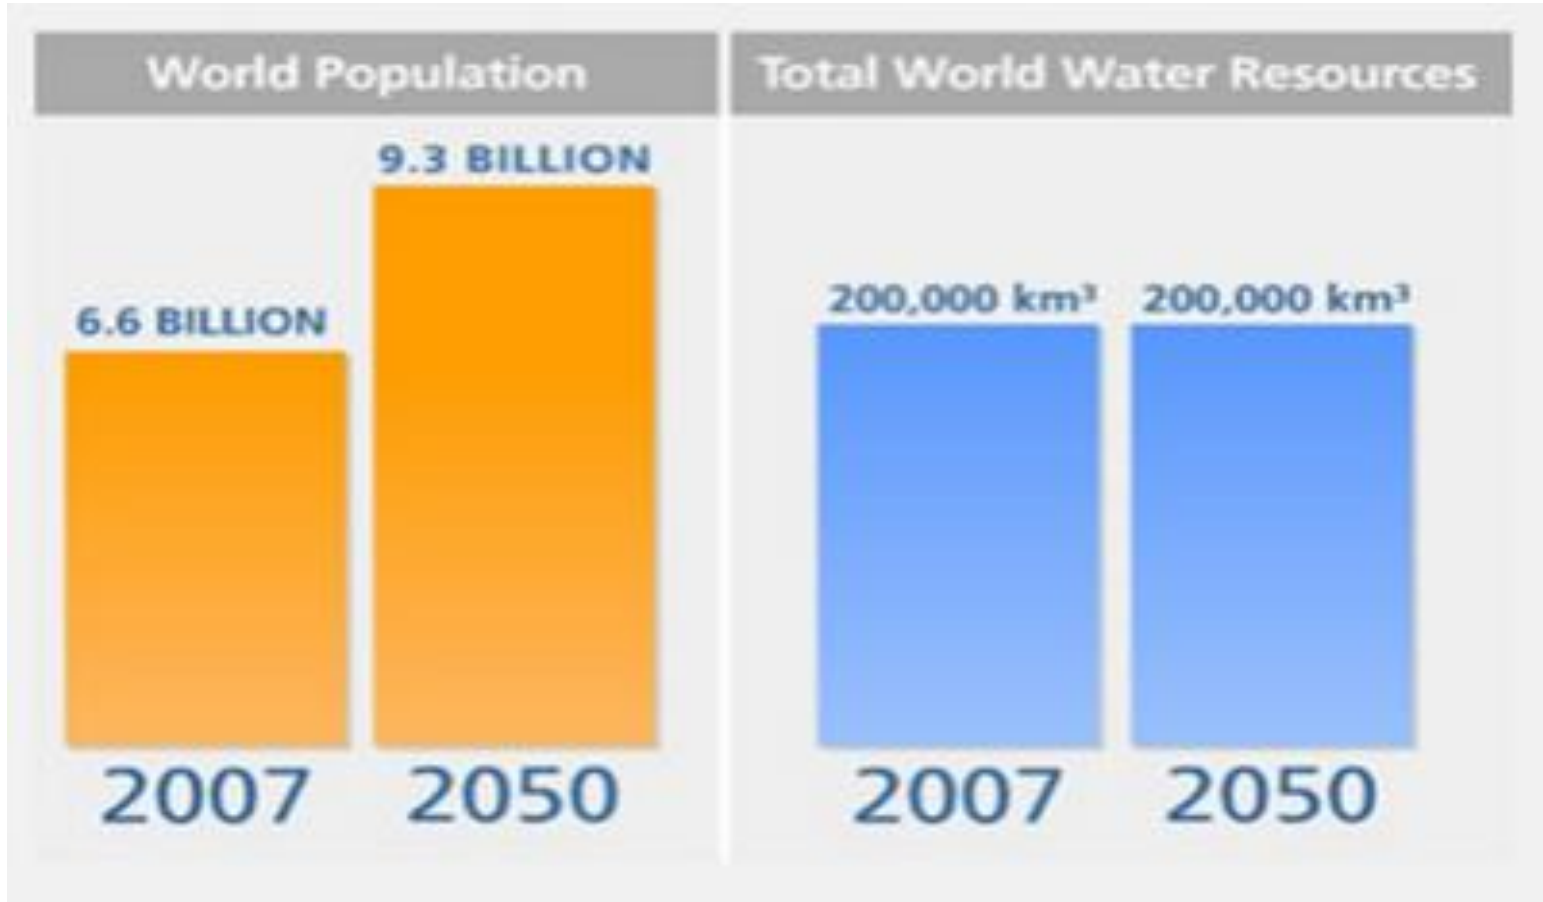 World Population
9.3 BILLION
6.6 BILLION
2007 2050
Total World Water Resources
200,000 km³ 200,000 km³
2007 2050